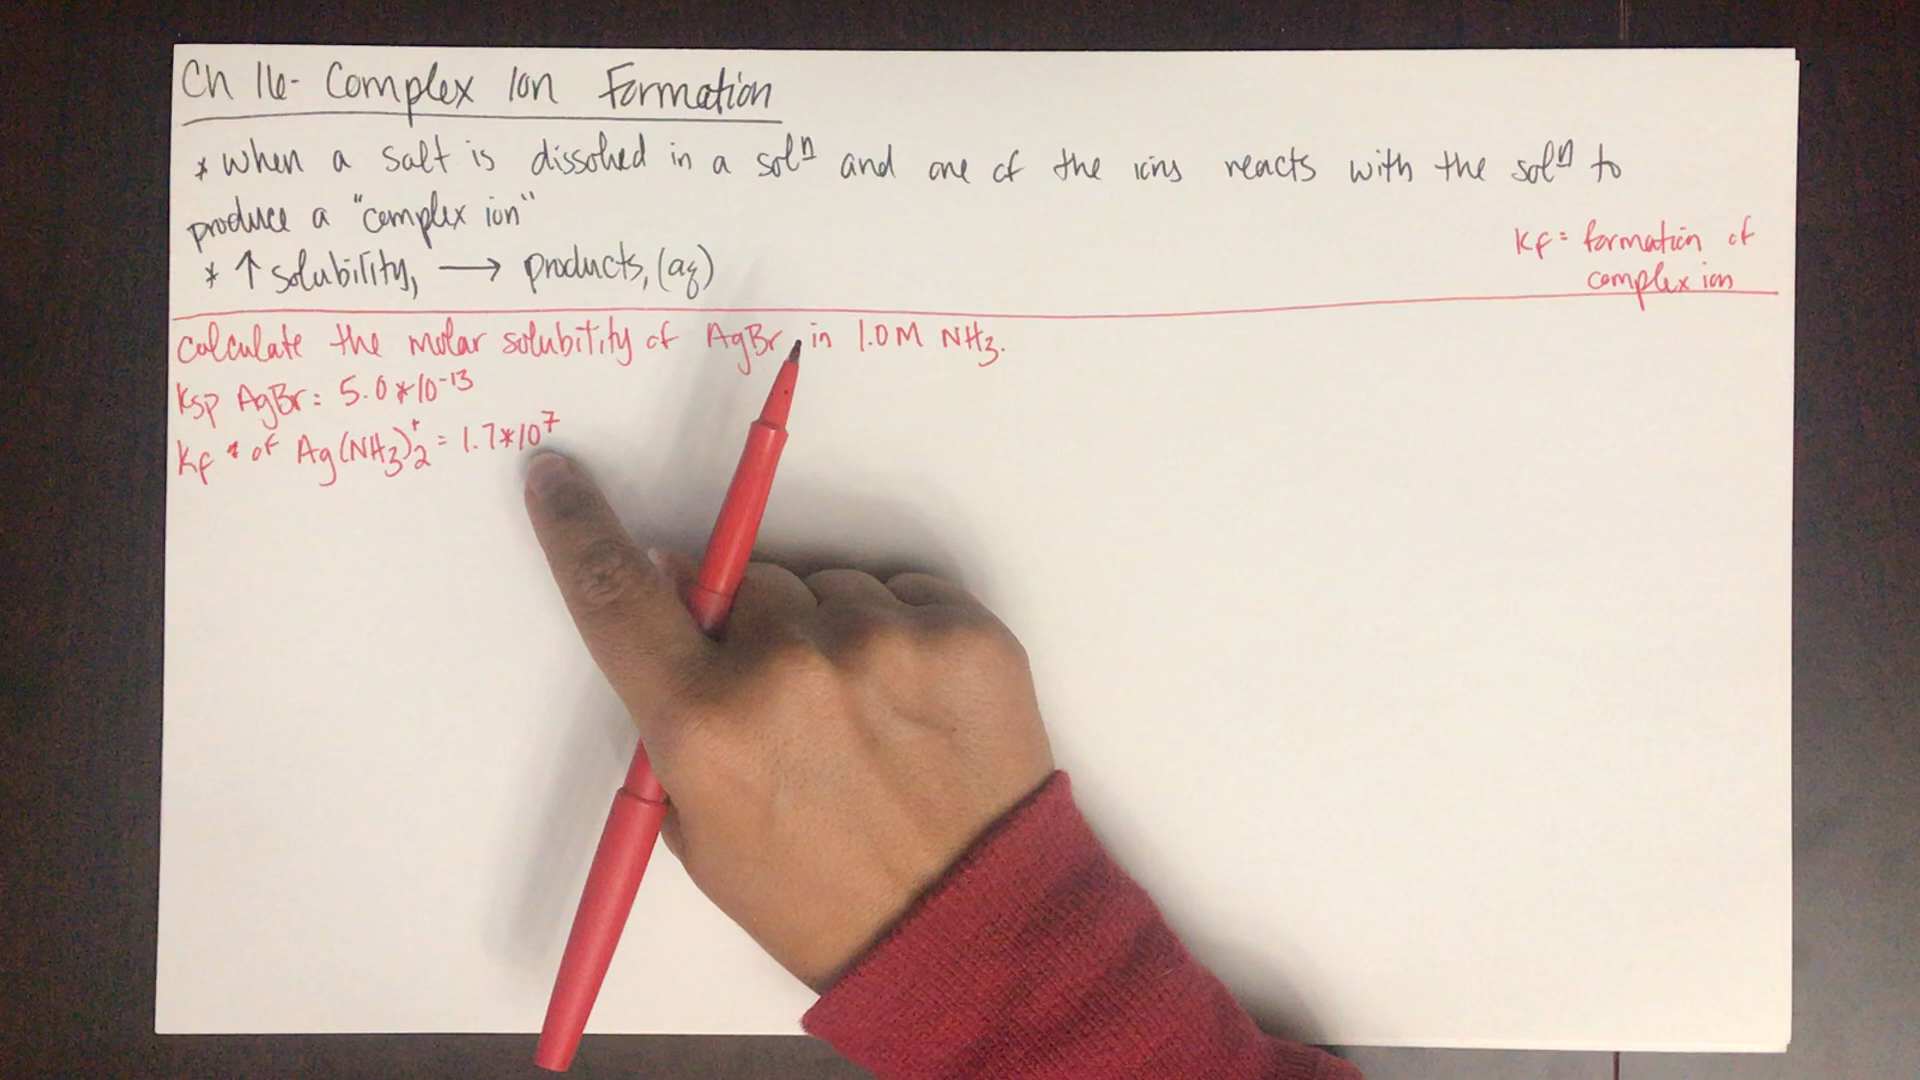 Ch 16- Complex Ion Formation
* When a salt is dissolved in a solⁿ and one of the ions reacts with the solⁿ to
produce a "complex ion"
* ↑ solubility, → products, (aq)
Kf = formation of
complex ion
Calculate the molar solubility of AgBr in 1.0M NH₃.
Ksp AgBr: 5.0*10⁻¹³
Kf * of Ag(NH₃)₂⁺ = 1.7*10⁷